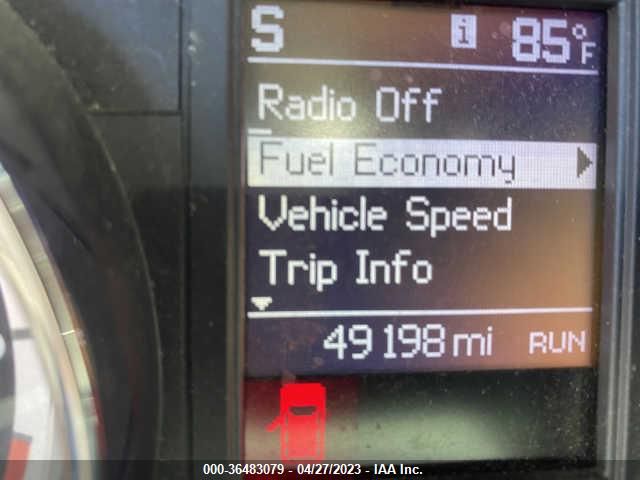 S i 85°F
Radio Off
Fuel Economy
Vehicle Speed
Trip Info
49198 mi RUN
000-36483079 - 04/27/2023 - IAA Inc.